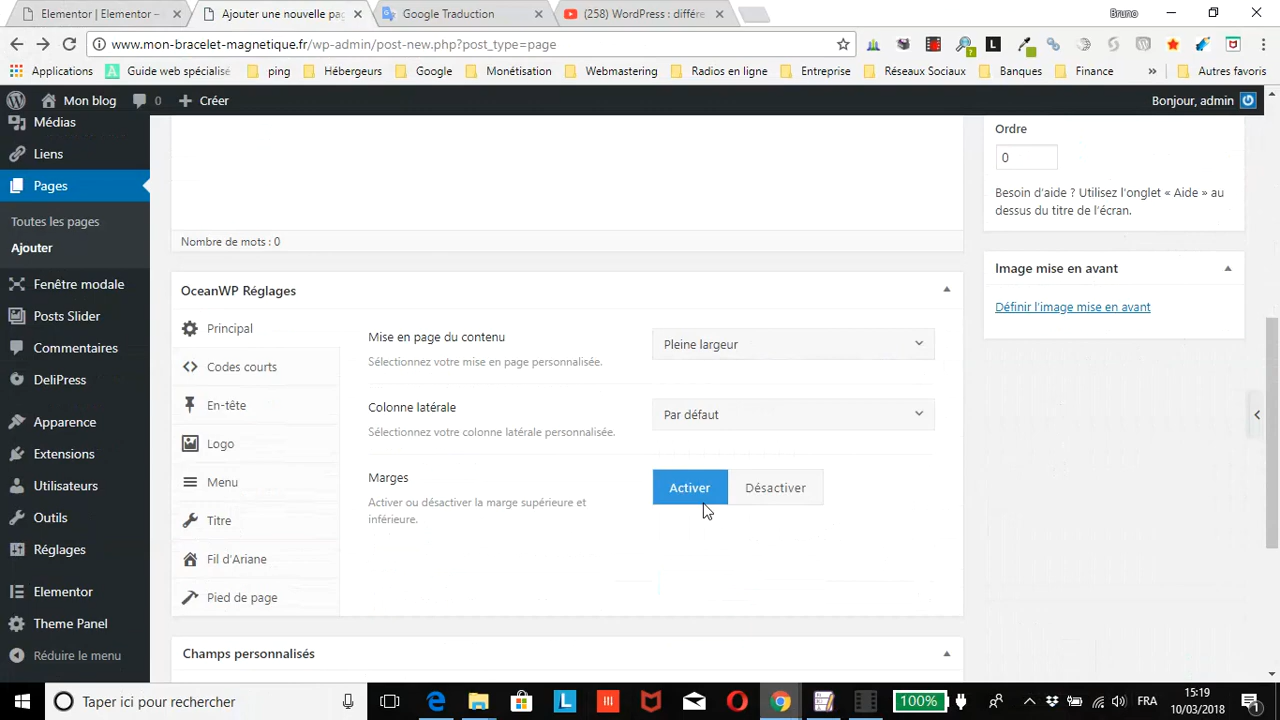 Elementor | Elementor –
Ajouter une nouvelle pag
Google Traduction
(258) WordPress : différe
Bruno
www.mon-bracelet-magnetique.fr/wp-admin/post-new.php?post_type=page
Applications
Guide web spécialisé
ping
Hébergeurs
Google
Monétisation
Webmastering
Radios en ligne
Entreprise
Réseaux Sociaux
Banques
Finance
»
Autres favoris
Mon blog
0
Créer
Bonjour, admin
Médias
Liens
Pages
Toutes les pages
Ajouter
Fenêtre modale
Posts Slider
Commentaires
DeliPress
Apparence
Extensions
Utilisateurs
Outils
Réglages
Elementor
Theme Panel
Réduire le menu
Nombre de mots : 0
OceanWP Réglages
Principal
Codes courts
En-tête
Logo
Menu
Titre
Fil d’Ariane
Pied de page
Mise en page du contenu
Sélectionnez votre mise en page personnalisée.
Pleine largeur
Colonne latérale
Sélectionnez votre colonne latérale personnalisée.
Par défaut
Marges
Activer ou désactiver la marge supérieure et
inférieure.
Activer
Désactiver
Champs personnalisés
Ordre
0
Besoin d’aide ? Utilisez l’onglet « Aide » au
dessus du titre de l’écran.
Image mise en avant
Définir l’image mise en avant
Taper ici pour rechercher
100%
FRA
15:19
10/03/2018